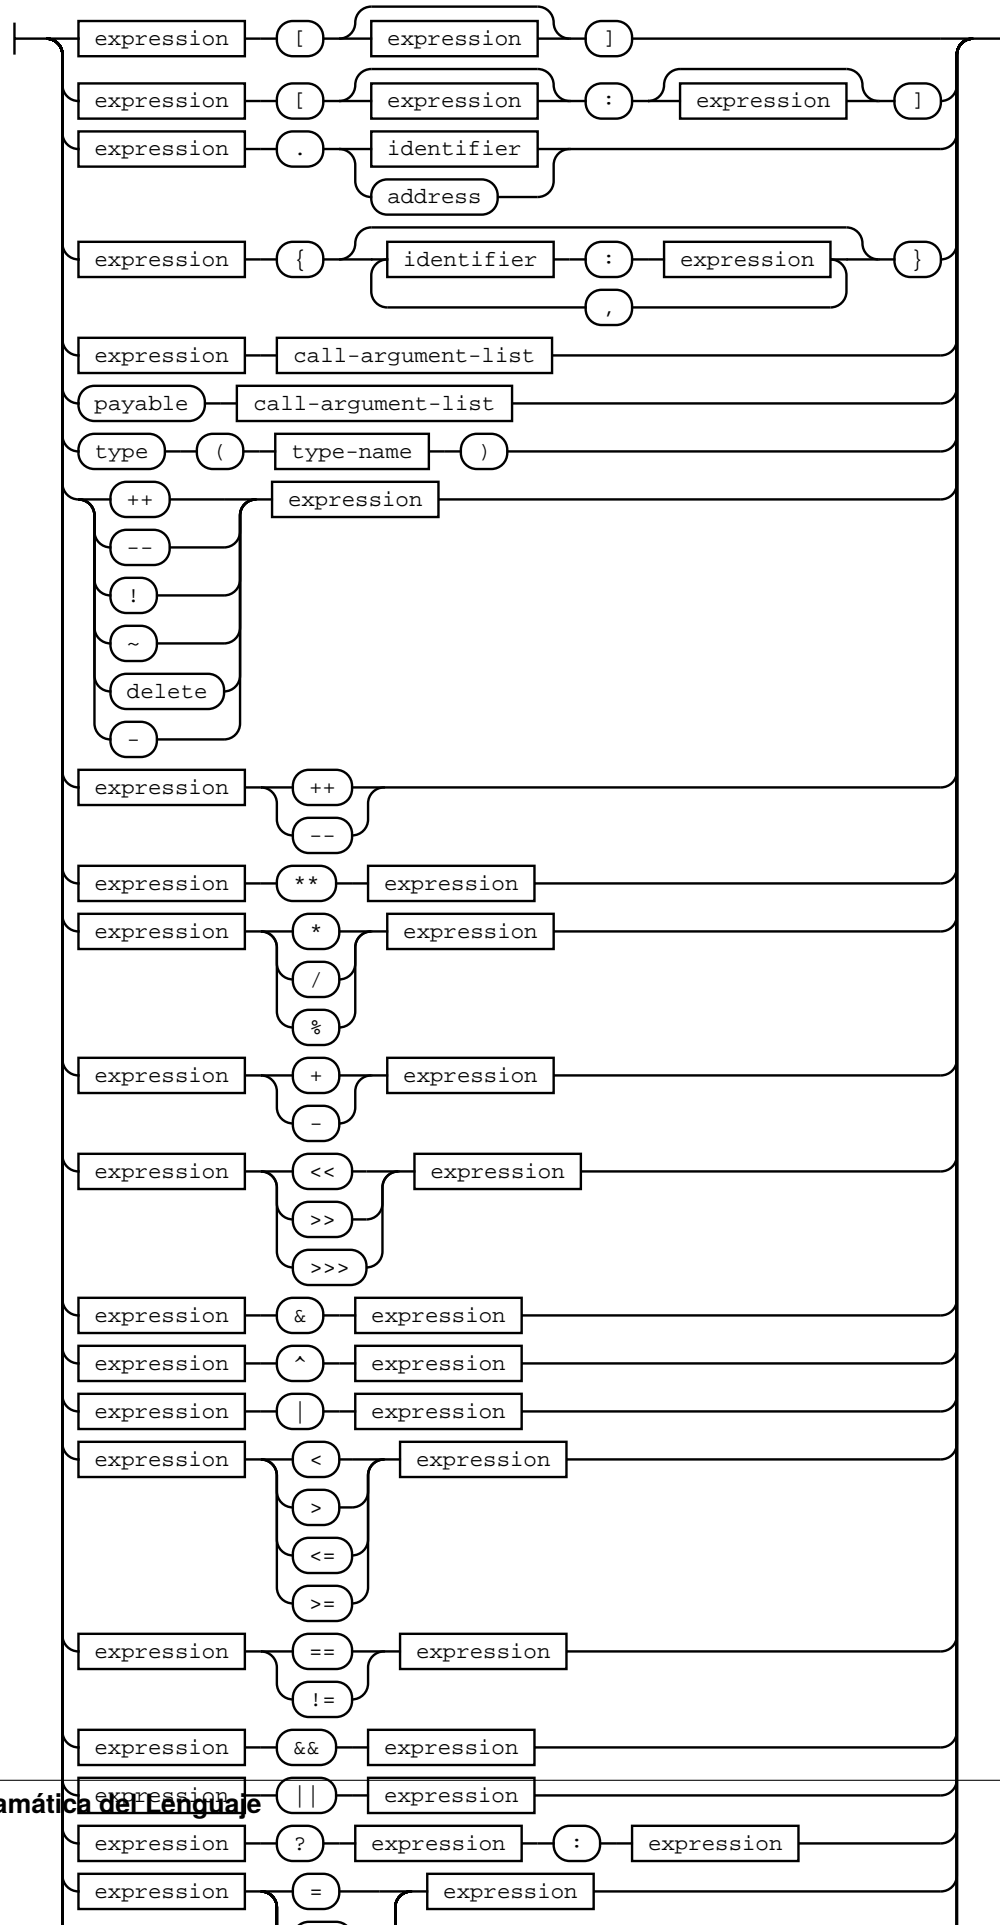 expression [ expression ]
expression [ expression : expression ]
expression . identifier
address
expression { identifier : expression }
,
expression call-argument-list
payable call-argument-list
type ( type-name )
++ expression
--
!
~
delete
-
expression ++
--
expression ** expression
expression * expression
/
%
expression + expression
-
expression << expression
>>
>>>
expression & expression
expression ^ expression
expression | expression
expression < expression
>
<=
>=
expression == expression
!=
expression && expression
expression || expression
amática del Lenguaje
expression ? expression : expression
expression = expression